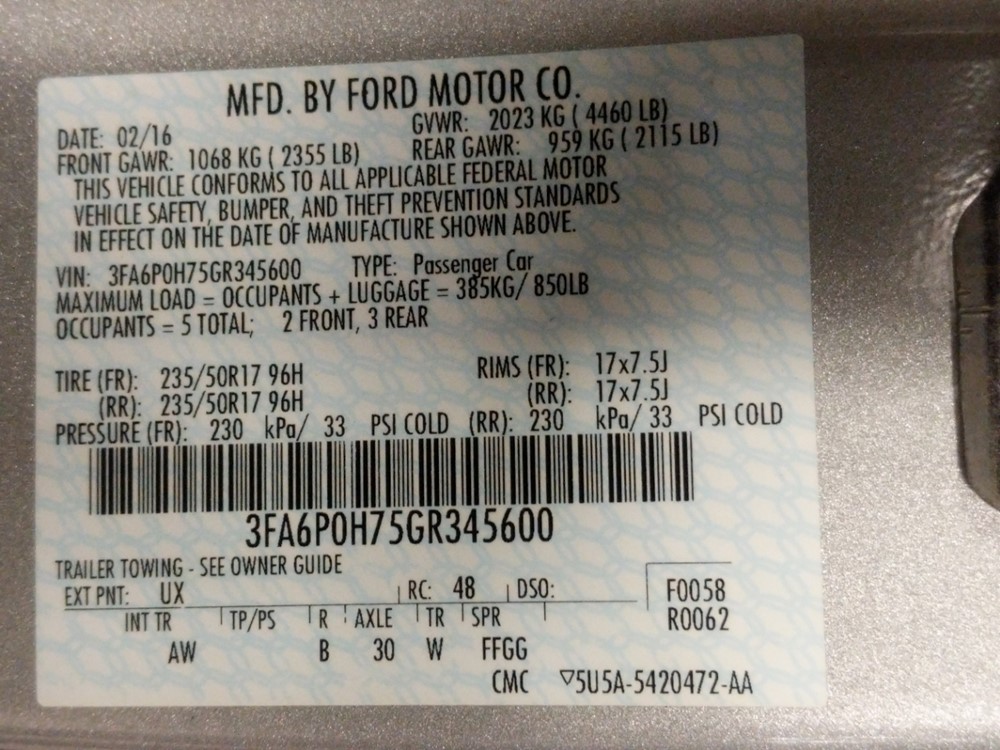 MFD. BY FORD MOTOR CO.
DATE: 02/16 GVWR: 2023 KG ( 4460 LB)
FRONT GAWR: 1068 KG ( 2355 LB) REAR GAWR: 959 KG ( 2115 LB)
THIS VEHICLE CONFORMS TO ALL APPLICABLE FEDERAL MOTOR
VEHICLE SAFETY, BUMPER, AND THEFT PREVENTION STANDARDS
IN EFFECT ON THE DATE OF MANUFACTURE SHOWN ABOVE.
VIN: 3FA6P0H75GR345600 TYPE: Passenger Car
MAXIMUM LOAD = OCCUPANTS + LUGGAGE = 385KG/ 850LB
OCCUPANTS = 5 TOTAL; 2 FRONT, 3 REAR
TIRE (FR): 235/50R17 96H RIMS (FR): 17x7.5J
(RR): 235/50R17 96H (RR): 17x7.5J
PRESSURE (FR): 230 kPa/ 33 PSI COLD (RR): 230 kPa/ 33 PSI COLD
3FA6P0H75GR345600
TRAILER TOWING - SEE OWNER GUIDE
EXT PNT: UX RC: 48 DSO: F0058
INT TR TP/PS R AXLE TR SPR R0062
AW B 30 W FFGG
CMC ▽5U5A-5420472-AA